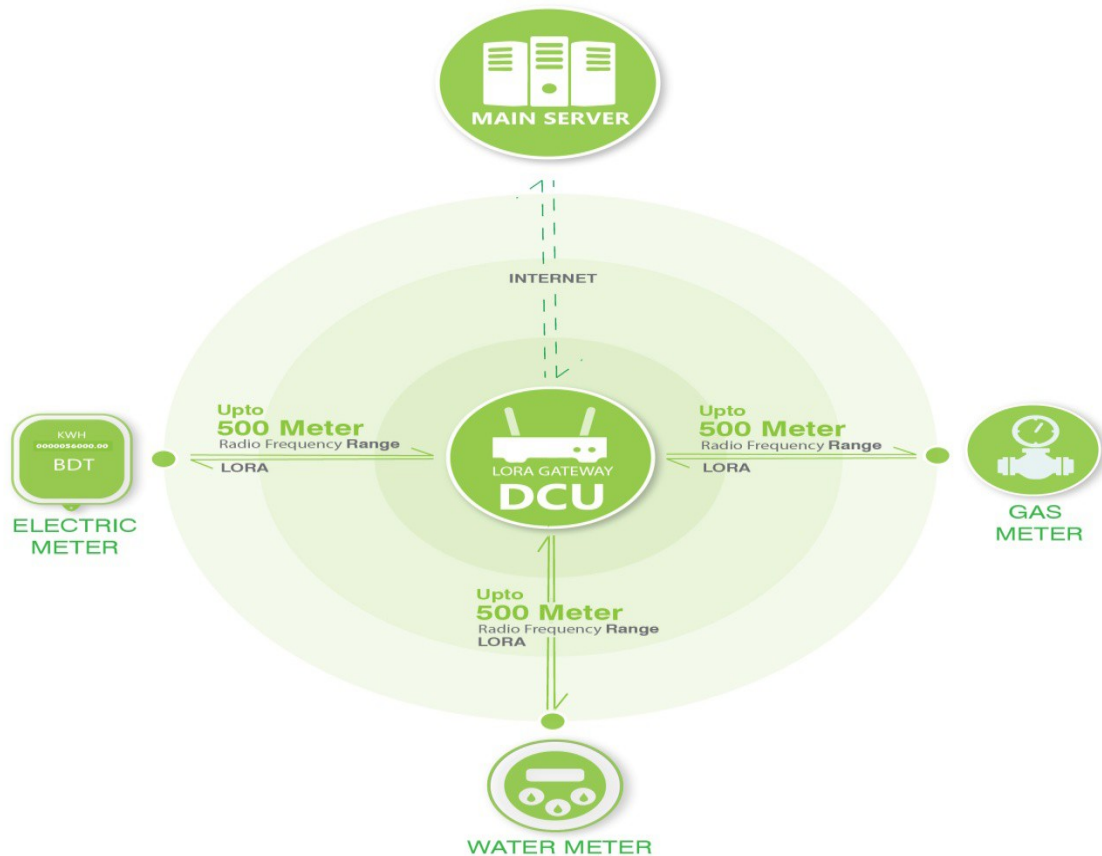 MAIN SERVER
INTERNET
Upto
500 Meter
Radio Frequency Range
LORA
Upto
500 Meter
Radio Frequency Range
LORA
KWH
0000056000.00
BDT
ELECTRIC
METER
LORA GATEWAY
DCU
GAS
METER
Upto
500 Meter
Radio Frequency Range
LORA
WATER METER